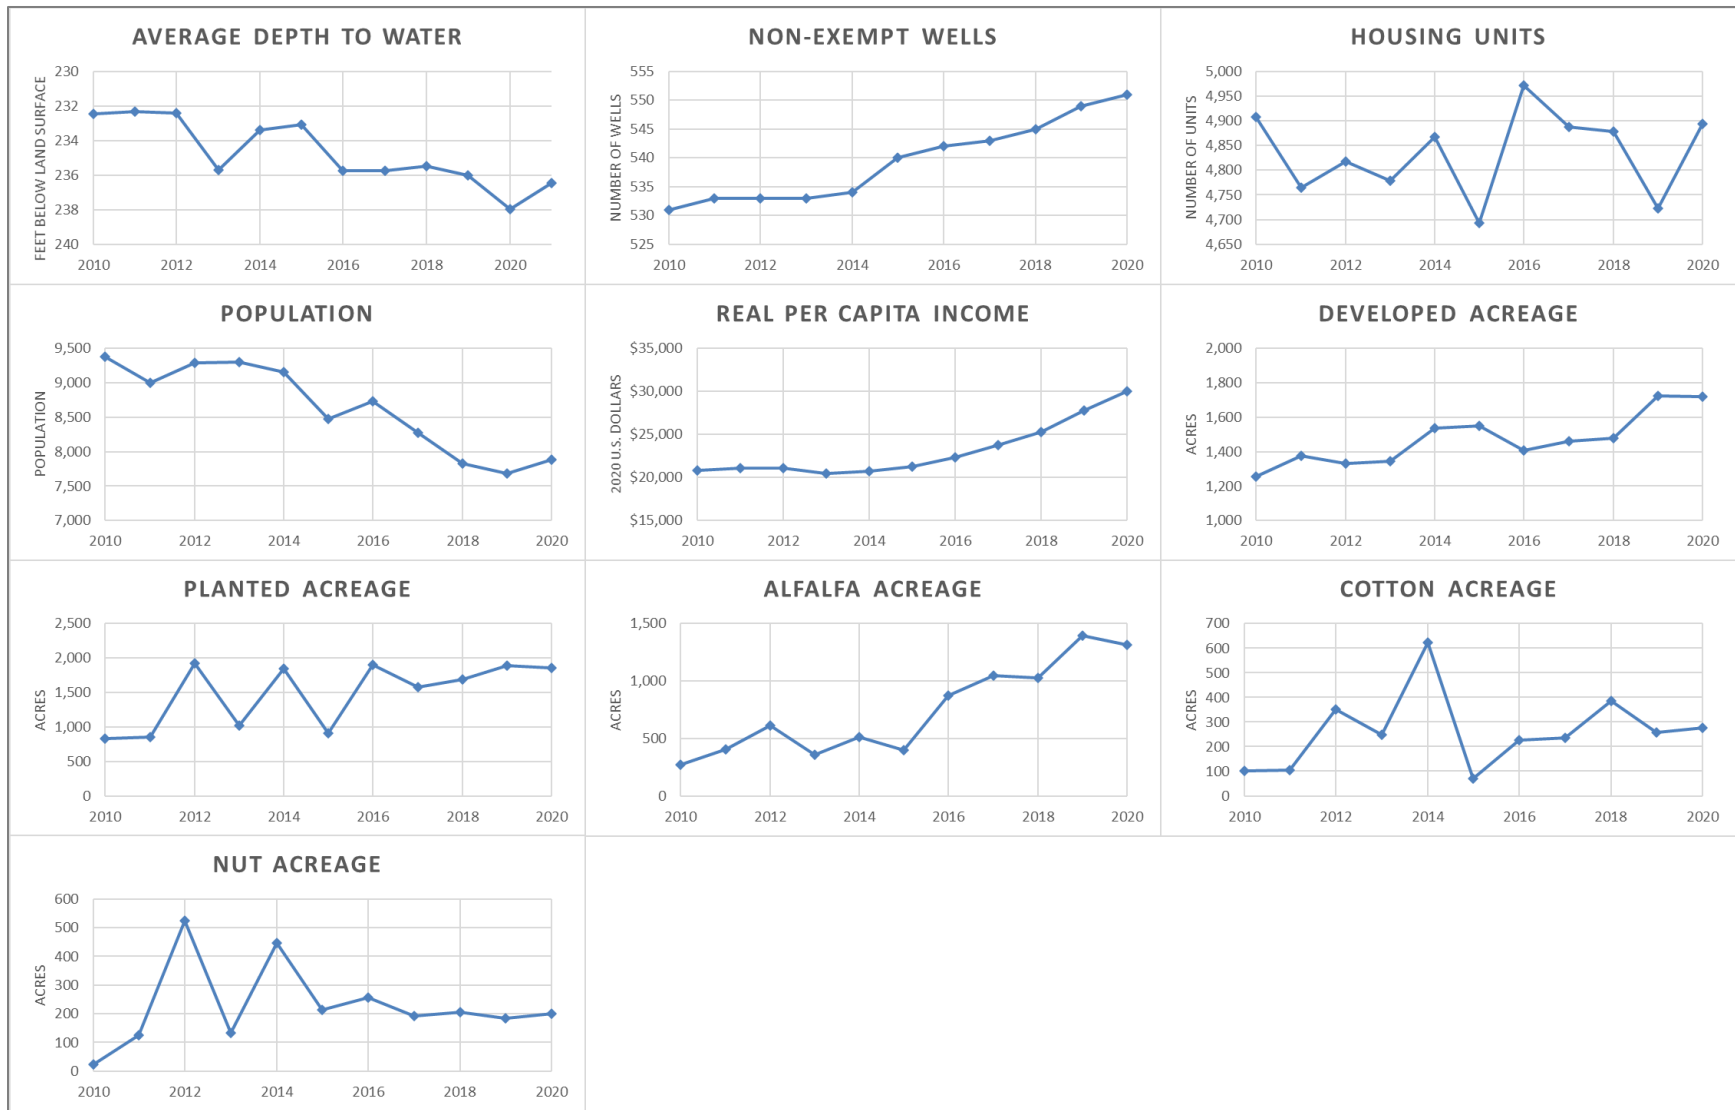 AVERAGE DEPTH TO WATER
FEET BELOW LAND SURFACE
230
232
234
236
238
240
2010 2012 2014 2016 2018 2020
NON-EXEMPT WELLS
NUMBER OF WELLS
555
550
545
540
535
530
525
2010 2012 2014 2016 2018 2020
HOUSING UNITS
NUMBER OF UNITS
5,000
4,950
4,900
4,850
4,800
4,750
4,700
4,650
2010 2012 2014 2016 2018 2020
POPULATION
POPULATION
9,500
9,000
8,500
8,000
7,500
7,000
2010 2012 2014 2016 2018 2020
REAL PER CAPITA INCOME
2020 U.S. DOLLARS
$35,000
$30,000
$25,000
$20,000
$15,000
2010 2012 2014 2016 2018 2020
DEVELOPED ACREAGE
ACRES
2,000
1,800
1,600
1,400
1,200
1,000
2010 2012 2014 2016 2018 2020
PLANTED ACREAGE
ACRES
2,500
2,000
1,500
1,000
500
0
2010 2012 2014 2016 2018 2020
ALFALFA ACREAGE
ACRES
1,500
1,000
500
0
2010 2012 2014 2016 2018 2020
COTTON ACREAGE
ACRES
700
600
500
400
300
200
100
0
2010 2012 2014 2016 2018 2020
NUT ACREAGE
ACRES
600
500
400
300
200
100
0
2010 2012 2014 2016 2018 2020